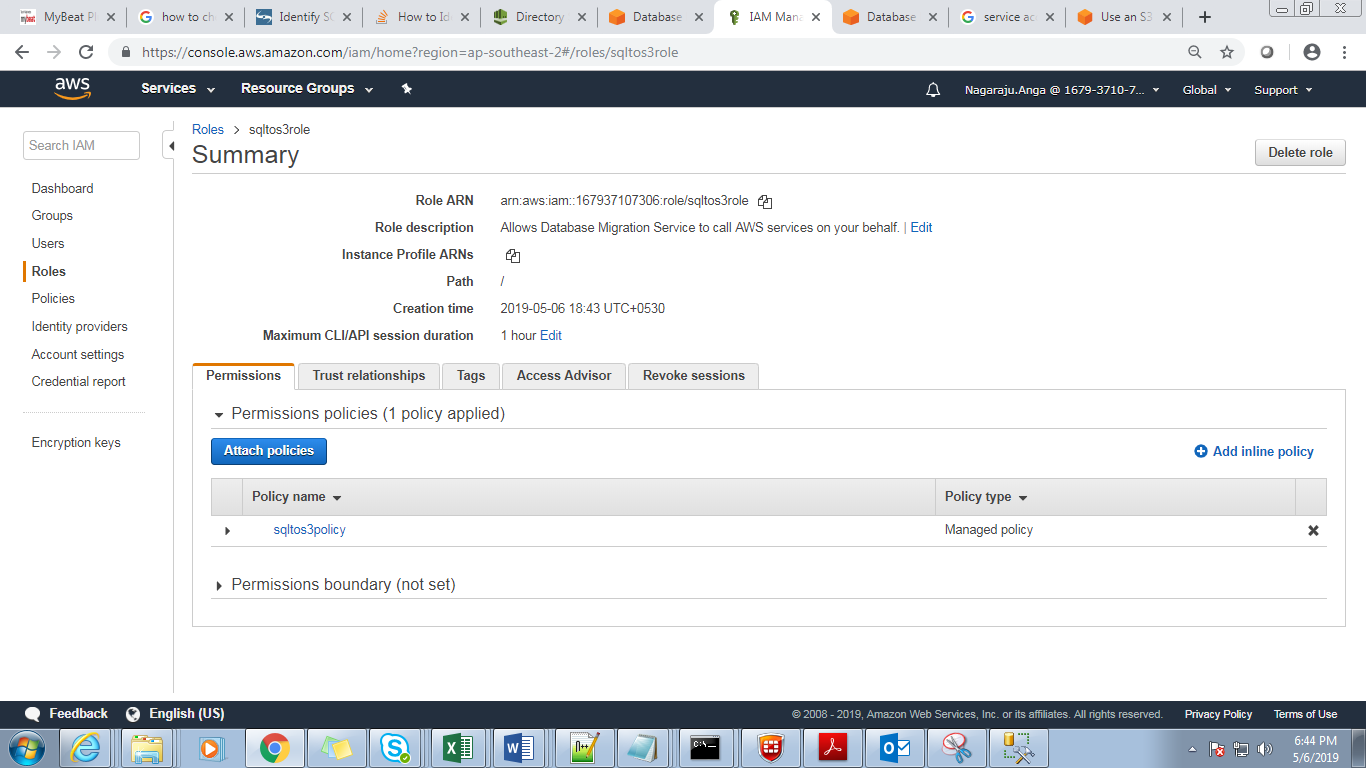 MyBeat Pl
how to ch
Identify SC
How to Id
Directory
Database
IAM Mana
Database
service ac
Use an S3
https://console.aws.amazon.com/iam/home?region=ap-southeast-2#/roles/sqltos3role
aws
Services
Resource Groups
Nagaraju.Anga @ 1679-3710-7...
Global
Support
Search IAM
Dashboard
Groups
Users
Roles
Policies
Identity providers
Account settings
Credential report
Encryption keys
Roles > sqltos3role
Summary
Delete role
Role ARN arn:aws:iam::167937107306:role/sqltos3role
Role description Allows Database Migration Service to call AWS services on your behalf. | Edit
Instance Profile ARNs
Path /
Creation time 2019-05-06 18:43 UTC+0530
Maximum CLI/API session duration 1 hour Edit
Permissions
Trust relationships
Tags
Access Advisor
Revoke sessions
Permissions policies (1 policy applied)
Attach policies
Add inline policy
Policy name
Policy type
sqltos3policy
Managed policy
Permissions boundary (not set)
Feedback
English (US)
© 2008 - 2019, Amazon Web Services, Inc. or its affiliates. All rights reserved.
Privacy Policy
Terms of Use
6:44 PM
5/6/2019